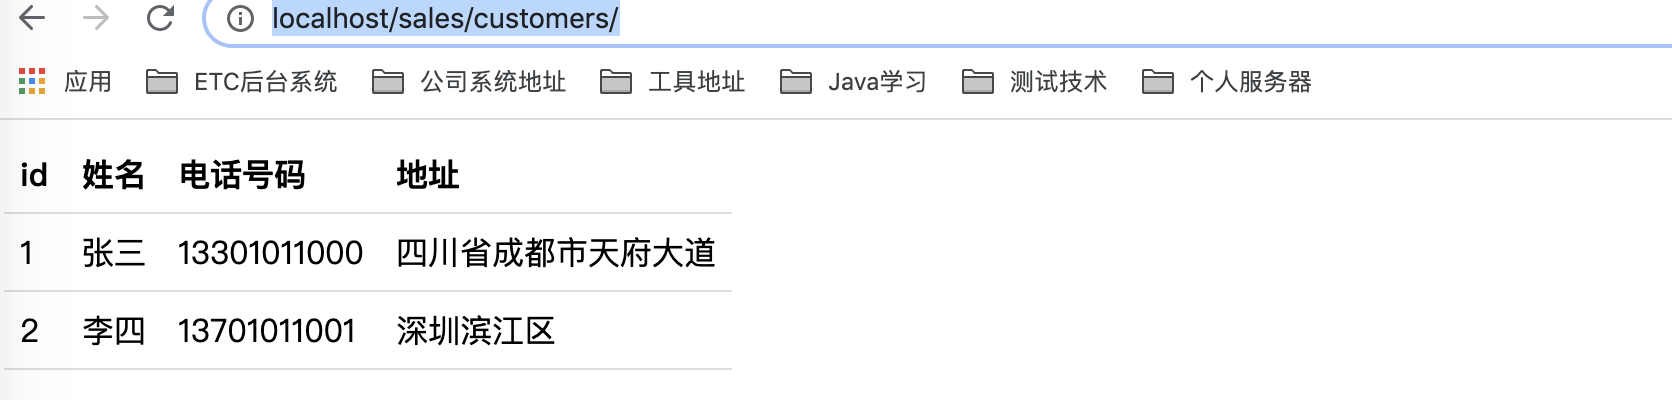 localhost/sales/customers/
应用 ETC后台系统 公司系统地址 工具地址 Java学习 测试技术 个人服务器
id 姓名 电话号码 地址
1 张三 13301011000 四川省成都市天府大道
2 李四 13701011001 深圳滨江区